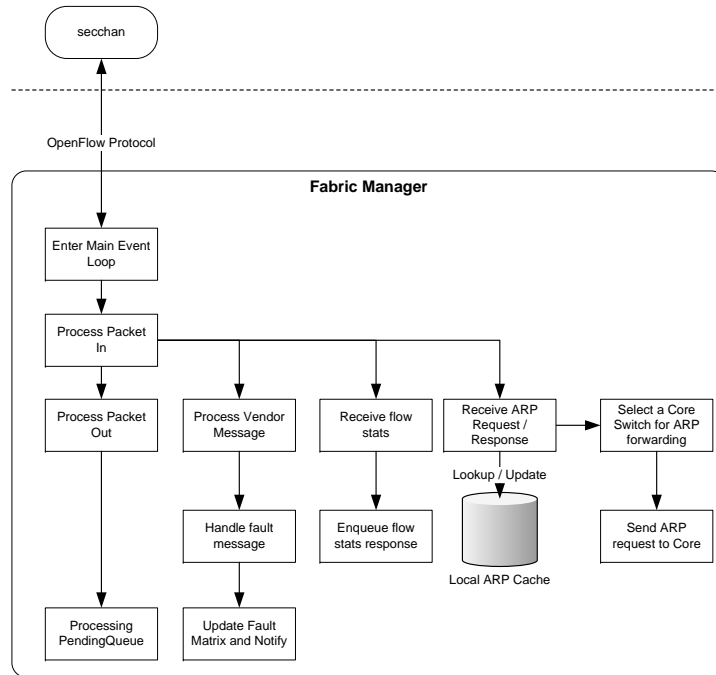 secchan
OpenFlow Protocol
Fabric Manager
Enter Main Event
Loop
Process Packet
In
Process Packet
Out
Process Vendor
Message
Receive flow
stats
Receive ARP
Request /
Response
Select a Core
Switch for ARP
forwarding
Lookup / Update
Handle fault
message
Enqueue flow
stats response
Local ARP Cache
Send ARP
request to Core
Processing
PendingQueue
Update Fault
Matrix and Notify